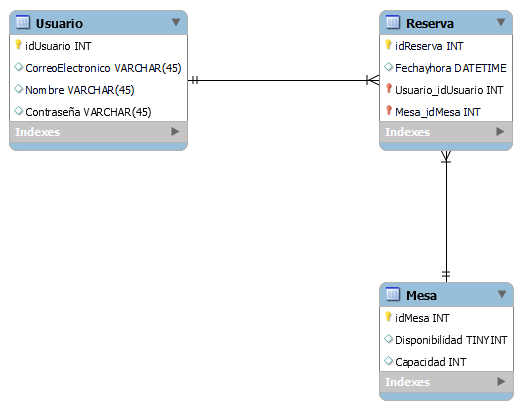 Usuario
idUsuario INT
CorreoElectronico VARCHAR(45)
Nombre VARCHAR(45)
Contraseña VARCHAR(45)
Indexes
Reserva
idReserva INT
Fechayhora DATETIME
Usuario_idUsuario INT
Mesa_idMesa INT
Indexes
Mesa
idMesa INT
Disponibilidad TINYINT
Capacidad INT
Indexes